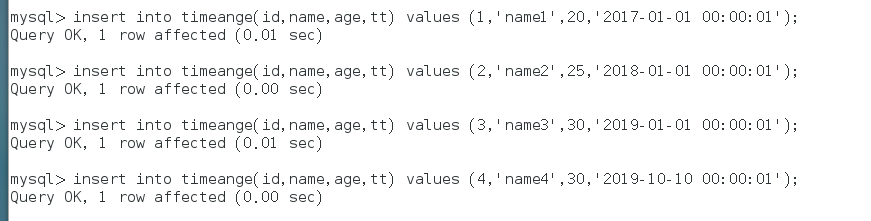 mysql> insert into timeange(id,name,age,tt) values (1,'name1',20,'2017-01-01 00:00:01');
Query OK, 1 row affected (0.01 sec)
mysql> insert into timeange(id,name,age,tt) values (2,'name2',25,'2018-01-01 00:00:01');
Query OK, 1 row affected (0.00 sec)
mysql> insert into timeange(id,name,age,tt) values (3,'name3',30,'2019-01-01 00:00:01');
Query OK, 1 row affected (0.01 sec)
mysql> insert into timeange(id,name,age,tt) values (4,'name4',30,'2019-10-10 00:00:01');
Query OK, 1 row affected (0.00 sec)